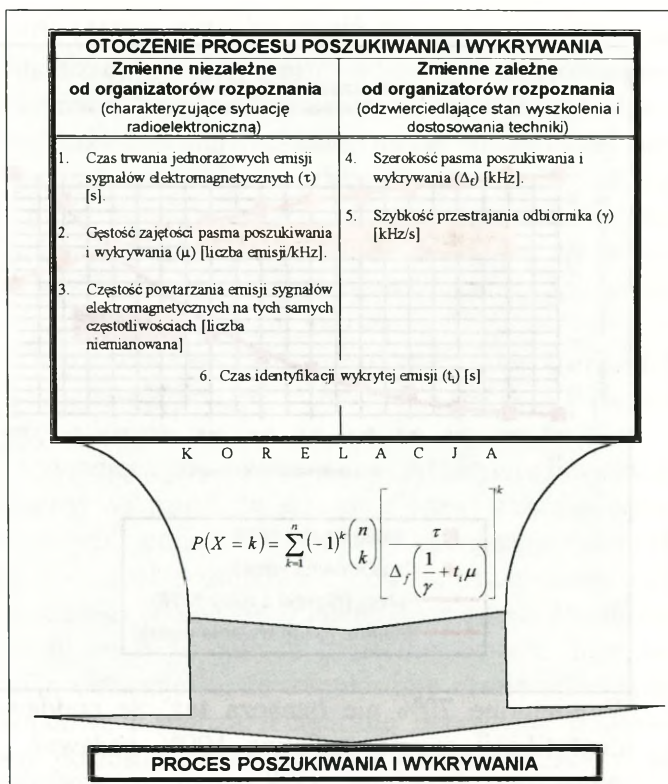 OTOCZENIE PROCESU POSZUKIWANIA I WYKRYWANIA
Zmienne niezależne
od organizatorów rozpoznania
(charakteryzujące sytuację
radioelektroniczną)
Zmienne zależne
od organizatorów rozpoznania
(odzwierciedlające stan wyszkolenia i
dostosowania techniki)
1. Czas trwania jednorazowych emisji
sygnałów elektromagnetycznych (τ)
[s].
2. Gęstość zajętości pasma poszukiwania
i wykrywania (μ) [liczba emisji/kHz].
3. Częstość powtarzania emisji sygnałów
elektromagnetycznych na tych samych
częstotliwościach [liczba
niemianowana]
4. Szerokość pasma poszukiwania i
wykrywania (Δf) [kHz].
5. Szybkość przestrajania odbiornika (γ)
[kHz/s]
6. Czas identyfikacji wykrytej emisji (ti) [s]
K O R E L A C J A
P(X = k) = ∑_{k=1}^{n} (-1)^k \binom{n}{k} [ τ / (Δ_f (1/γ + t_i μ)) ]^k
PROCES POSZUKIWANIA I WYKRYWANIA